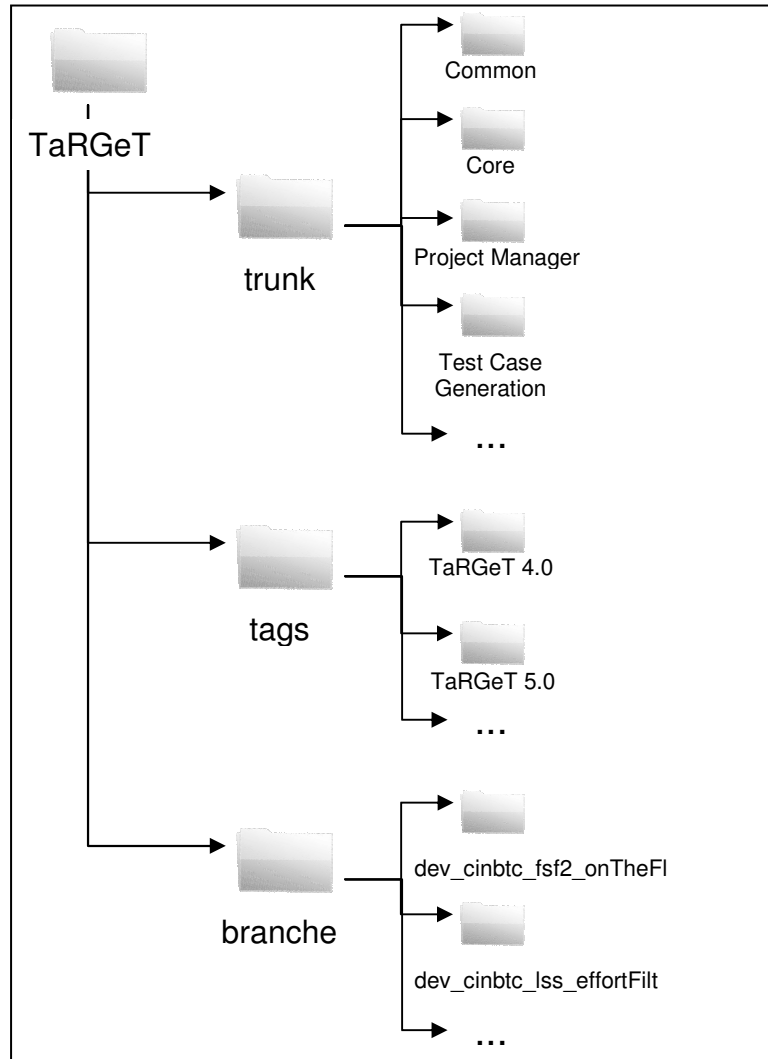 TaRGeT
trunk
Common
Core
Project Manager
Test Case
Generation
...
tags
TaRGeT 4.0
TaRGeT 5.0
...
branche
dev_cinbtc_fsf2_onTheFl
dev_cinbtc_lss_effortFilt
...